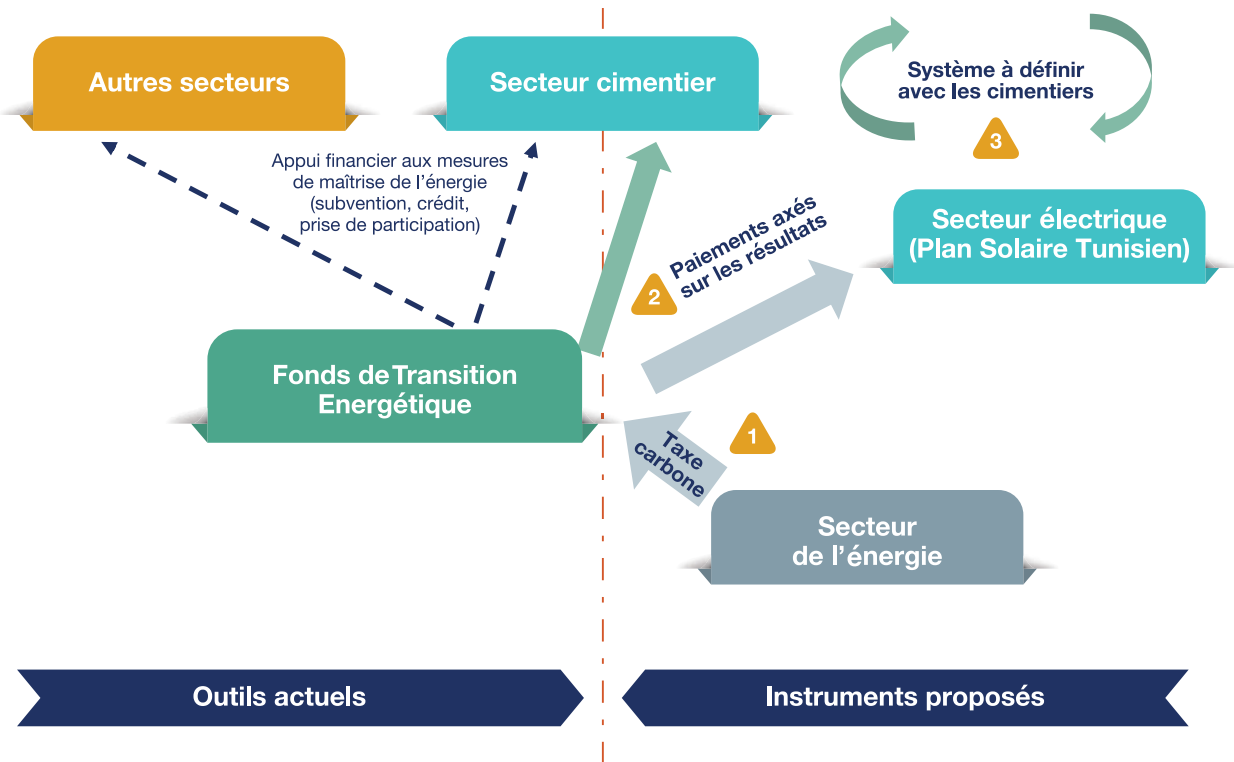 Autres secteurs
Secteur cimentier
Système à définir
avec les cimentiers
3
Appui financier aux mesures
de maîtrise de l'énergie
(subvention, crédit,
prise de participation)
Paiements axés
sur les résultats
2
Secteur électrique
(Plan Solaire Tunisien)
Fonds de Transition
Energétique
1
Taxe
carbone
Secteur
de l'énergie
Outils actuels
Instruments proposés